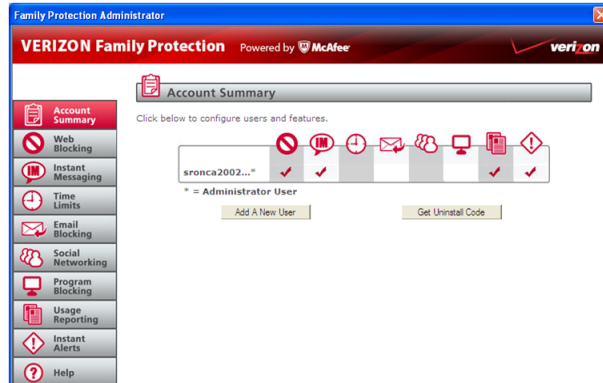 Family Protection Administrator
VERIZON Family Protection Powered by McAfee
verizon
Account Summary
Click below to configure users and features.
IM
sronca2002...*
* = Administrator User
Add A New User
Get Uninstall Code
Account
Summary
Web
Blocking
IM
Instant
Messaging
Time
Limits
Email
Blocking
Social
Networking
Program
Blocking
Usage
Reporting
Instant
Alerts
Help